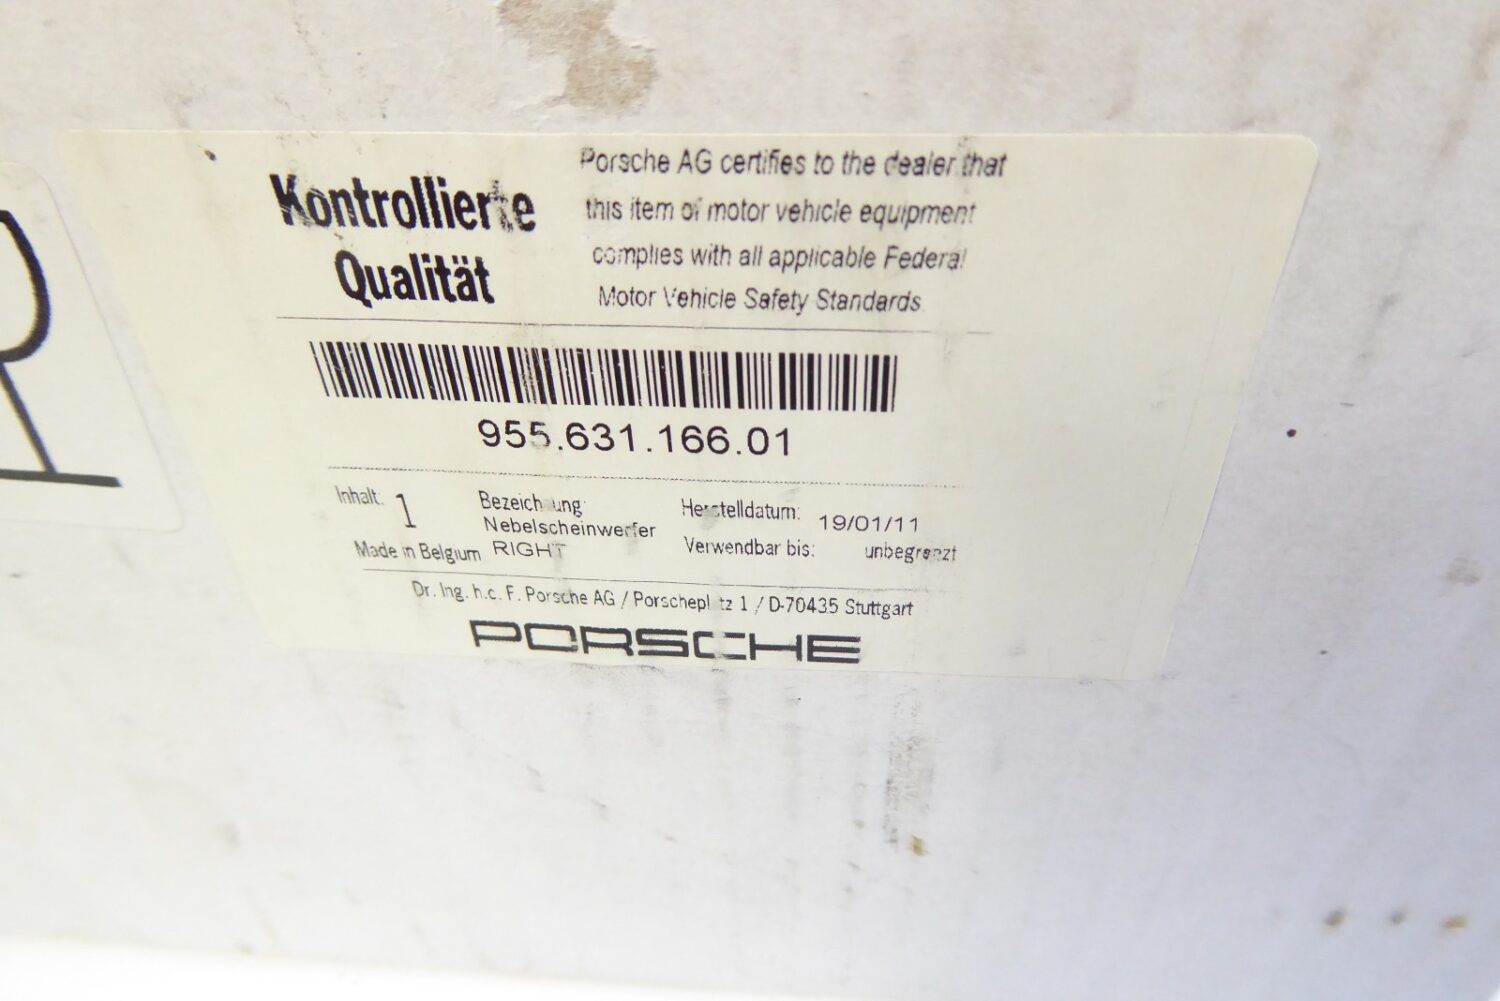 Kontrollierte
Qualität
Porsche AG certifies to the dealer that
this item of motor vehicle equipment
complies with all applicable Federal
Motor Vehicle Safety Standards
955.631.166.01
Inhalt: 1
Made in Belgium
Bezeichnung:
Nebelscheinwerfer
RIGHT
Herstelldatum: 19/01/11
Verwendbar bis: unbegrenzt
Dr. Ing. h.c. F. Porsche AG / Porscheplatz 1 / D-70435 Stuttgart
PORSCHE